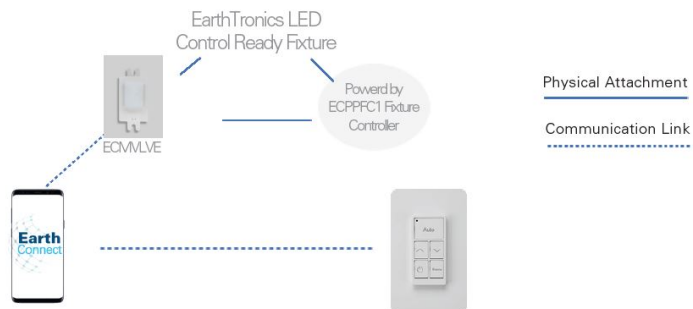 EarthTronics LED
Control Ready Fixture
Powerd by
ECPPFC1 Fixture
Controller
ECMVLVE
Physical Attachment
Communication Link
Earth
Connect
Auto